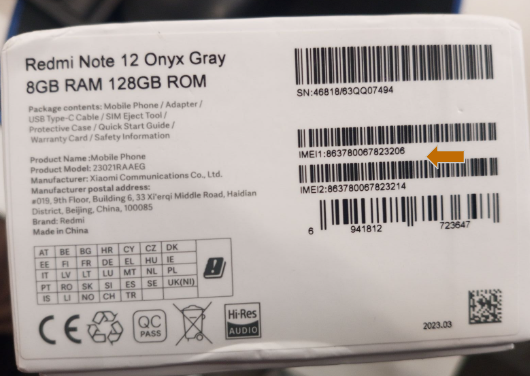 Redmi Note 12 Onyx Gray
8GB RAM 128GB ROM
Package contents: Mobile Phone / Adapter /
USB Type-C Cable / SIM Eject Tool /
Protective Case / Quick Start Guide /
Warranty Card / Safety Information
Product Name :Mobile Phone
Product Model: 23021RAAEG
Manufacturer: Xiaomi Communications Co., Ltd.
Manufacturer postal address:
#019, 9th Floor, Building 6, 33 Xi'erqi Middle Road, Haidian
District, Beijing, China, 100085
Brand: Redmi
Made in China
AT BE BG HR CY CZ DK
EE FI FR DE EL HU IE
IT LV LT LU MT NL PL
PT RO SK SI ES SE UK(NI)
IS LI NO CH TR
CE
QC
PASS
Hi-Res
AUDIO
SN:46818/63QQ07494
IMEI1:863780067823206
IMEI2:863780067823214
6 941812 723647
2023.03